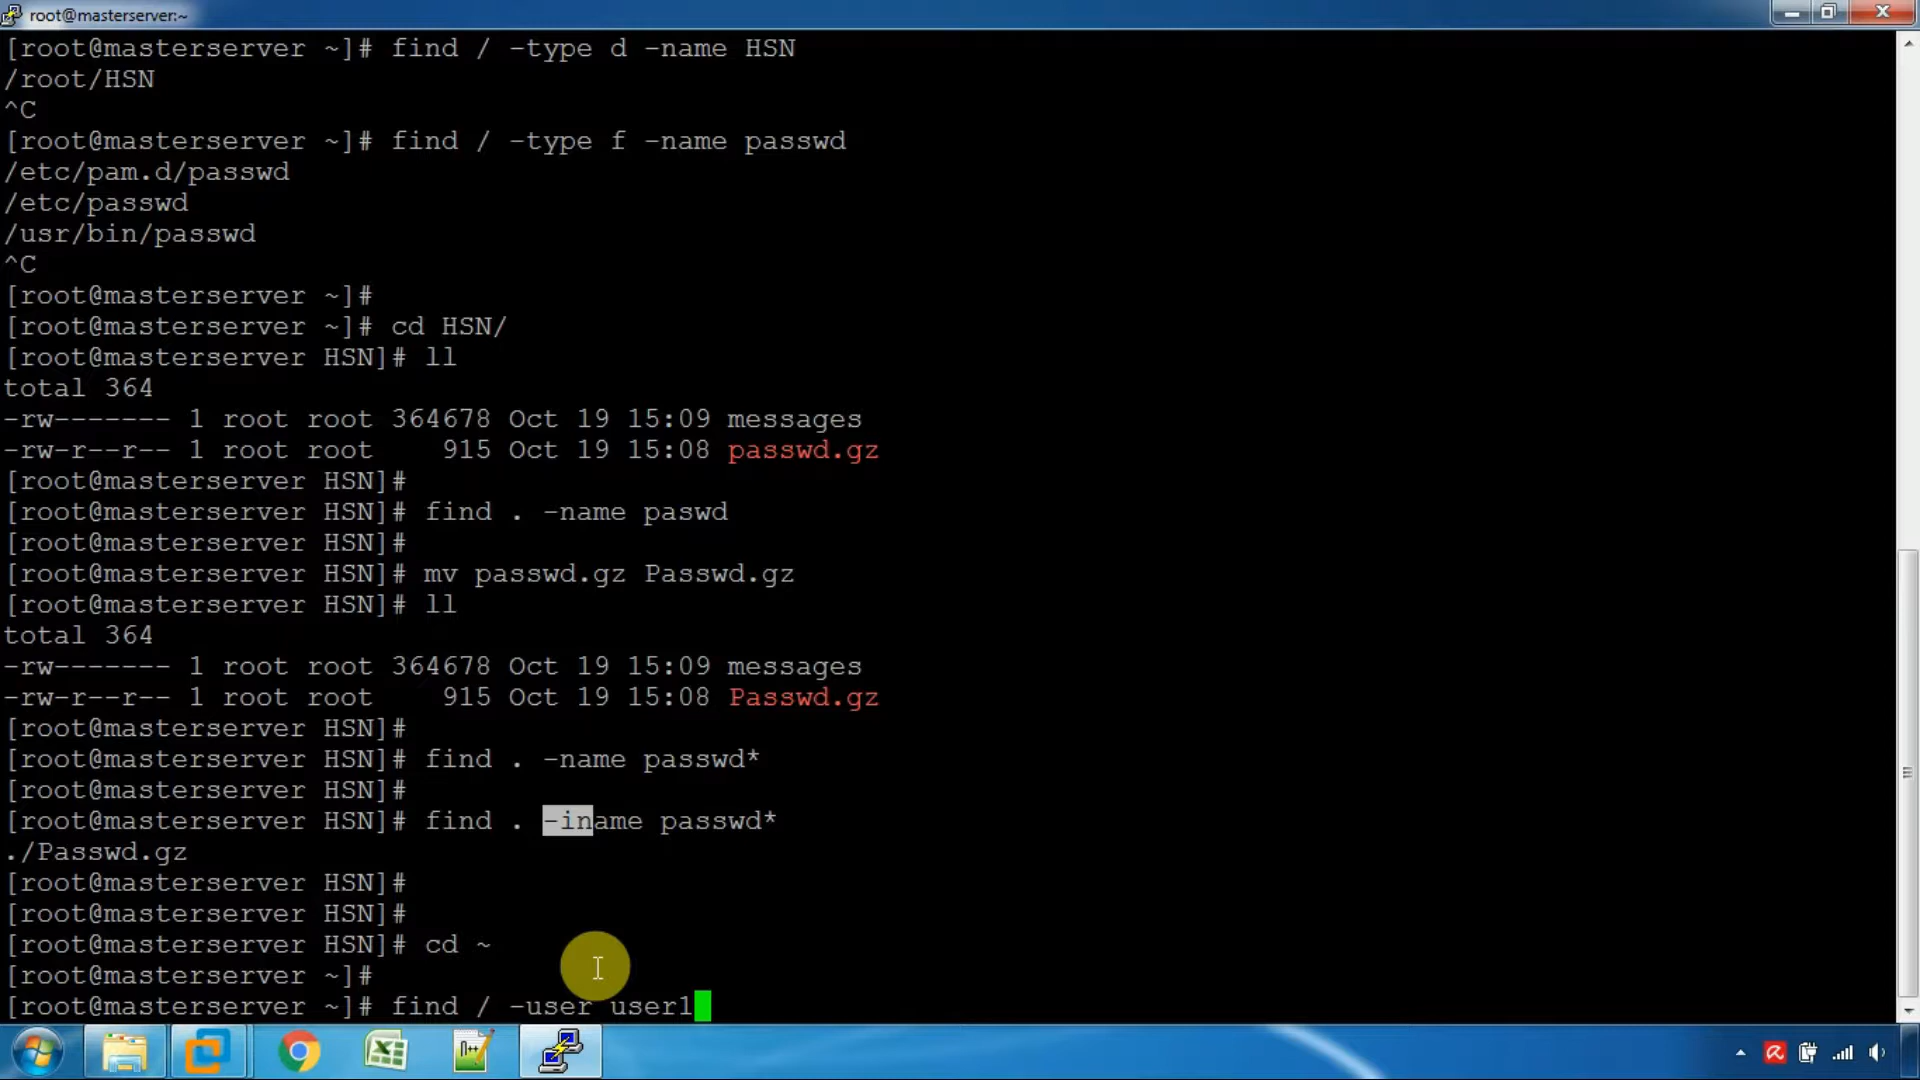 root@masterserver:~
[root@masterserver ~]# find / -type d -name HSN
/root/HSN
^C
[root@masterserver ~]# find / -type f -name passwd
/etc/pam.d/passwd
/etc/passwd
/usr/bin/passwd
^C
[root@masterserver ~]#
[root@masterserver ~]# cd HSN/
[root@masterserver HSN]# ll
total 364
-rw------- 1 root root 364678 Oct 19 15:09 messages
-rw-r--r-- 1 root root    915 Oct 19 15:08 passwd.gz
[root@masterserver HSN]#
[root@masterserver HSN]# find . -name paswd
[root@masterserver HSN]#
[root@masterserver HSN]# mv passwd.gz Passwd.gz
[root@masterserver HSN]# ll
total 364
-rw------- 1 root root 364678 Oct 19 15:09 messages
-rw-r--r-- 1 root root    915 Oct 19 15:08 Passwd.gz
[root@masterserver HSN]#
[root@masterserver HSN]# find . -name passwd*
[root@masterserver HSN]#
[root@masterserver HSN]# find . -iname passwd*
./Passwd.gz
[root@masterserver HSN]#
[root@masterserver HSN]#
[root@masterserver HSN]# cd ~
[root@masterserver ~]#
[root@masterserver ~]# find / -user user1